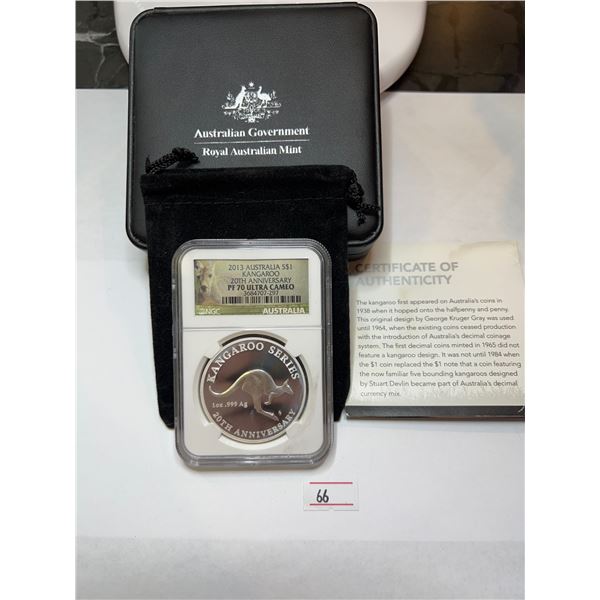 Australian Government
Royal Australian Mint
2013 AUSTRALIA S$1
KANGAROO
20TH ANNIVERSARY
PF 70 ULTRA CAMEO
3684707-297
NGC
AUSTRALIA
KANGAROO SERIES
1oz .999 Ag
20TH ANNIVERSARY
CERTIFICATE OF
AUTHENTICITY
The kangaroo first appeared on Australia's coins in
1938 when it hopped onto the halfpenny and penny.
This original design by George Kruger Gray was used
until 1964, when the existing coins ceased production
with the introduction of Australia's decimal coinage
system. The first decimal coins minted in 1965 did not
feature a kangaroo design. It was not until 1984 when
the $1 coin replaced the $1 note that a coin featuring
the now familiar five bounding kangaroos designed
by Stuart Devlin became part of Australia's decimal
currency mix.
66